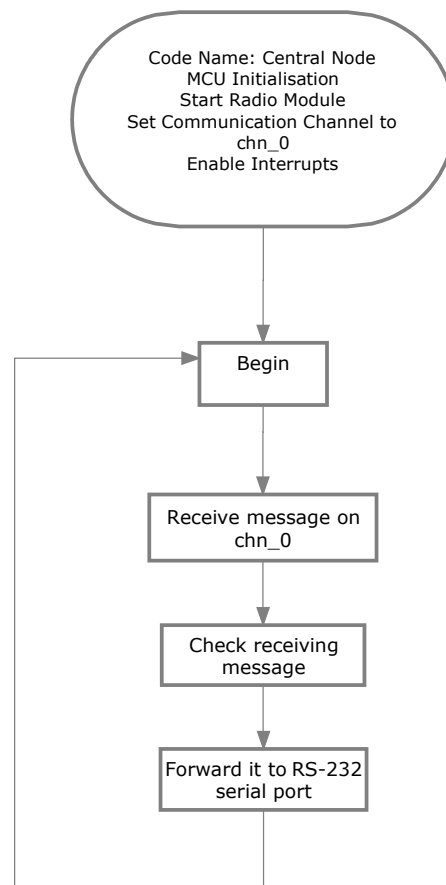 Code Name: Central Node
MCU Initialisation
Start Radio Module
Set Communication Channel to
chn_0
Enable Interrupts
Begin
Receive message on
chn_0
Check receiving
message
Forward it to RS-232
serial port